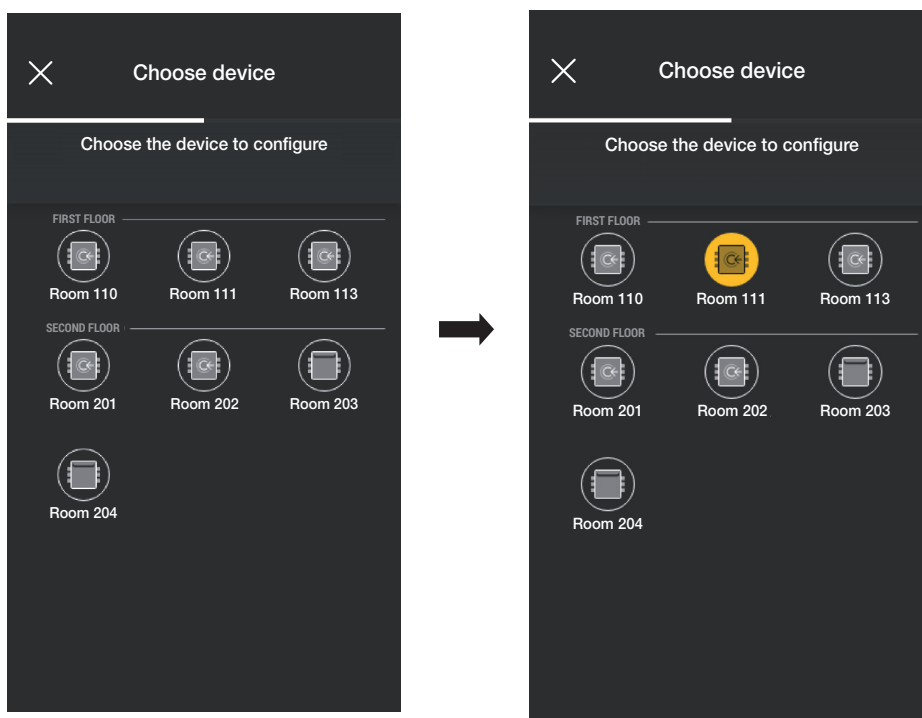 Choose device
Choose the device to configure
FIRST FLOOR
Room 110 Room 111 Room 113
SECOND FLOOR
Room 201 Room 202 Room 203
Room 204
Choose device
Choose the device to configure
FIRST FLOOR
Room 110 Room 111 Room 113
SECOND FLOOR
Room 201 Room 202 Room 203
Room 204